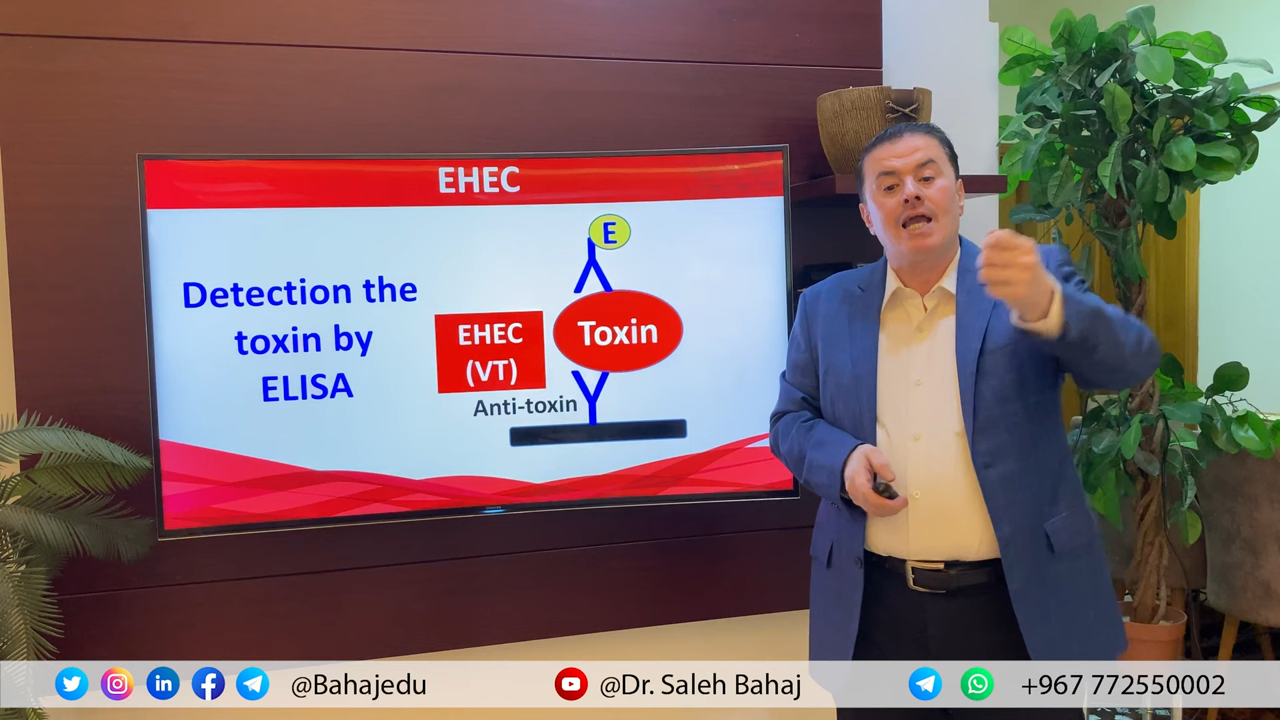 EHEC
E
Detection the
toxin by
ELISA
EHEC
(VT)
Toxin
Anti-toxin
@Bahajedu
@Dr. Saleh Bahaj
+967 772550002